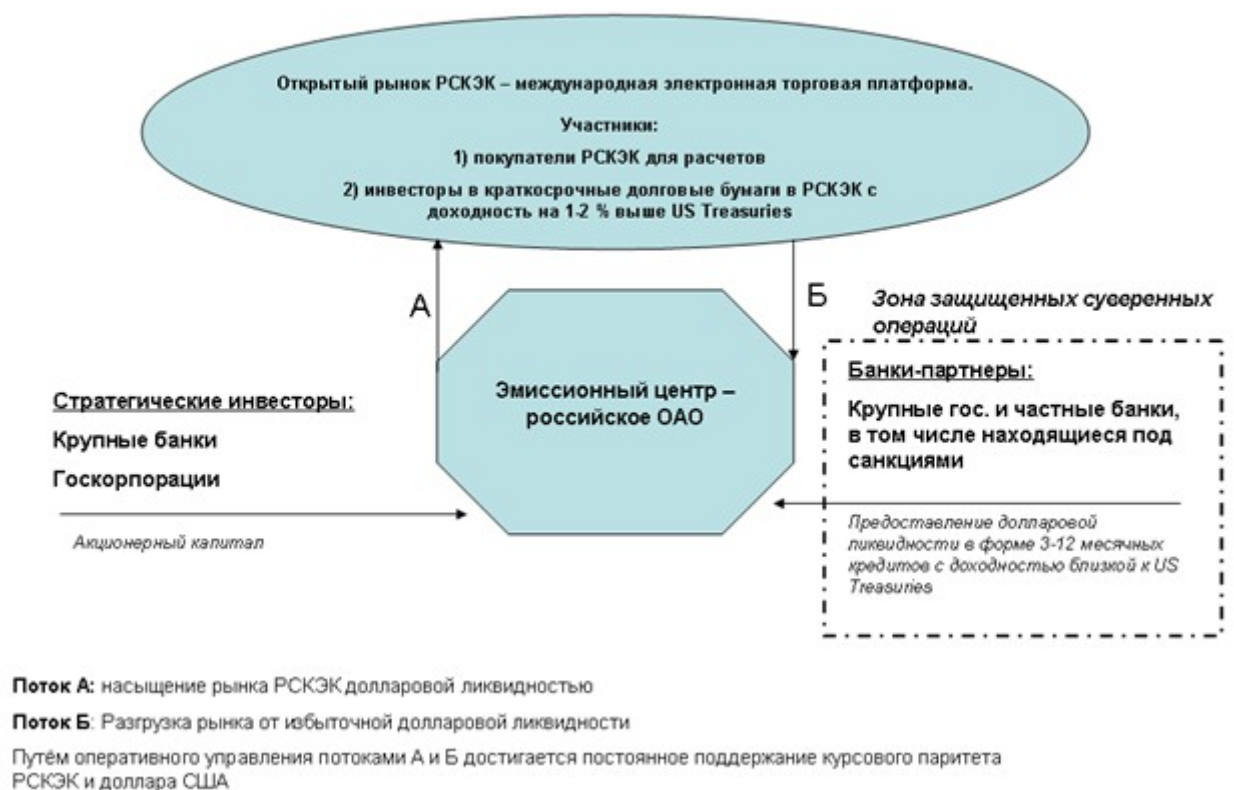 Открытый рынок РСКЭК – международная электронная торговая платформа.
Участники:
1) покупатели РСКЭК для расчетов
2) инвесторы в краткосрочные долговые бумаги в РСКЭК с
доходность на 1-2 % выше US Treasuries
А
Б
Зона защищенных суверенных
операций
Стратегические инвесторы:
Крупные банки
Госкорпорации
Акционерный капитал
Эмиссионный центр –
российское ОАО
Банки-партнеры:
Крупные гос. и частные банки,
в том числе находящиеся под
санкциями
Предоставление долларовой
ликвидности в форме 3-12 месячных
кредитов с доходностью близкой к US
Treasuries
Поток А: насыщение рынка РСКЭК долларовой ликвидностью
Поток Б: Разгрузка рынка от избыточной долларовой ликвидности
Путём оперативного управления потоками А и Б достигается постоянное поддержание курсового паритета
РСКЭК и доллара США